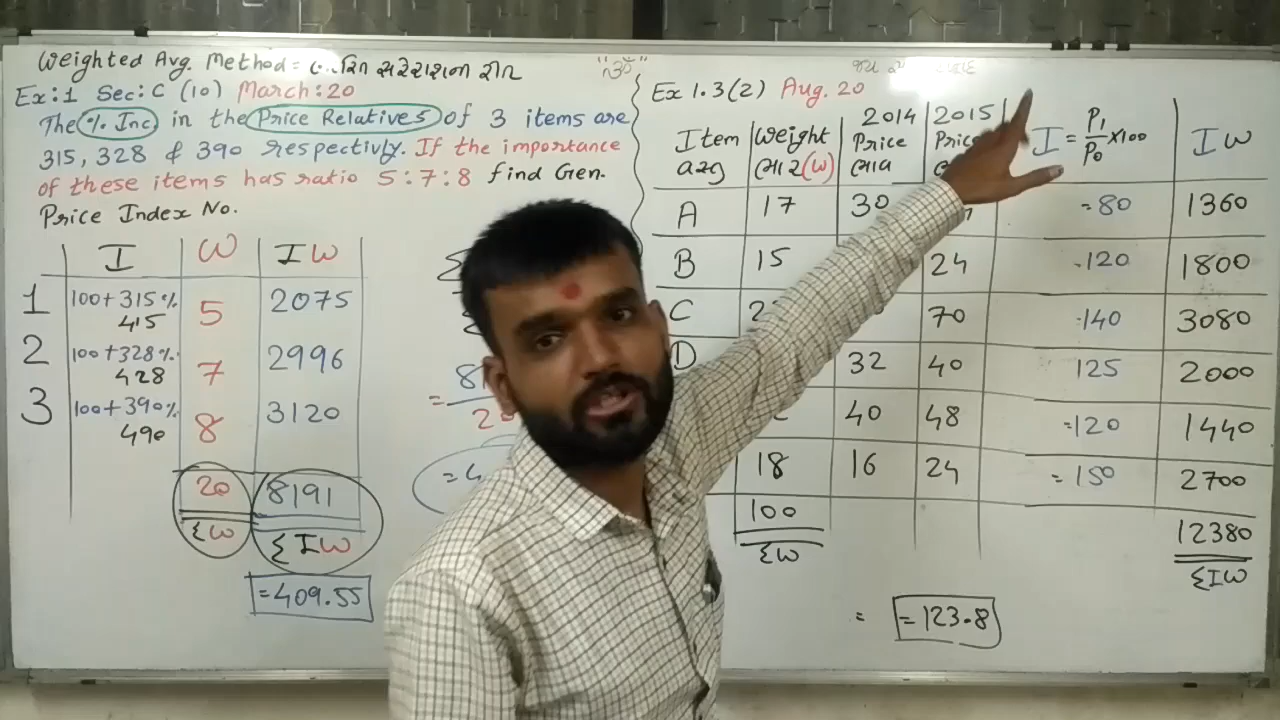 Weighted Avg. Method = ભારિત સરેરાશની રીત
Ex:1 Sec:C (10) March:20
The % Inc. in the Price Relatives of 3 items are
315, 328 & 390 respectivly. If the importance
of these items has ratio 5:7:8 find Gen.
Price Index No.
I W IW
1 100+315% 5 2075
415
2 100+328% 7 2996
428
3 100+390% 8 3120
490
20 8191
ΣW ΣIW
=409.55
"ૐ"
Ex 1.3(2) Aug. 20
Item Weight 2014 Price 2015 I = P₁/P₀ ×100 IW
વસ્તુ ભાર(W) ભાવ
A 17 30 =80 1360
B 15 24 =120 1800
C 70 =140 3080
D 32 40 125 2000
40 48 =120 1440
18 16 24 =150 2700
100 12380
ΣW ΣIW
= =123.8